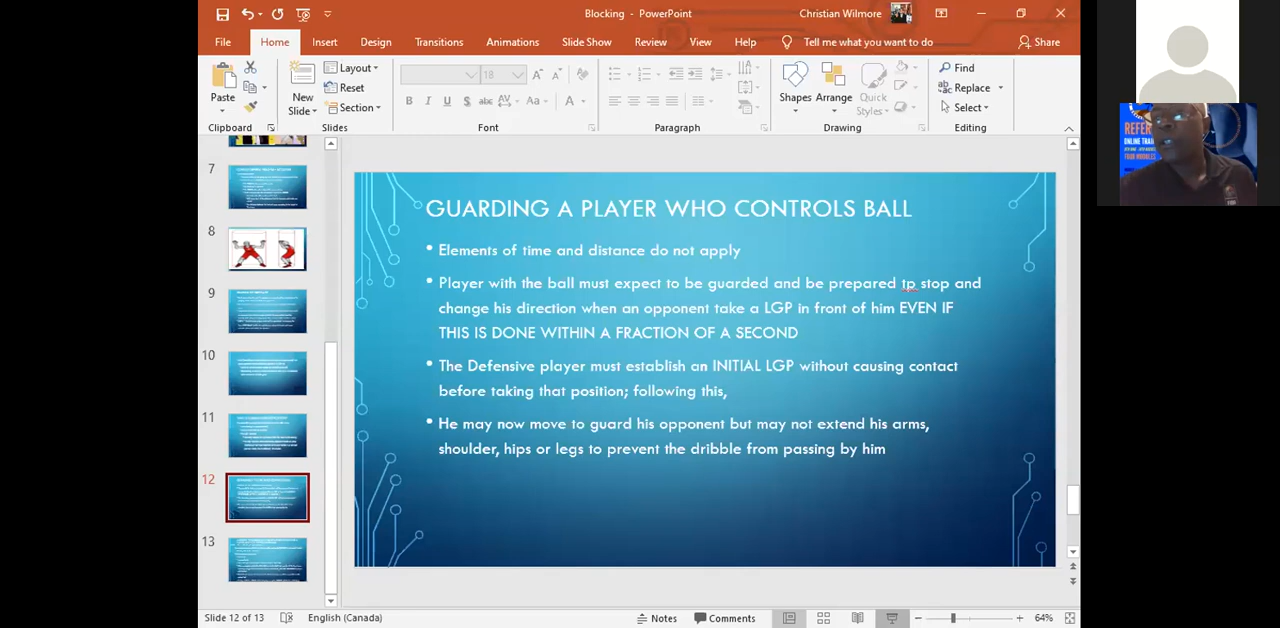 Blocking - PowerPoint
Christian Wilmore
File
Home
Insert
Design
Transitions
Animations
Slide Show
Review
View
Help
Tell me what you want to do
Share
Paste
New
Slide
Layout
Reset
Section
18
B I U S abc AV Aa A
Shapes
Arrange
Quick
Styles
Find
Replace
Select
Clipboard
Slides
Font
Paragraph
Drawing
Editing
7
8
9
10
11
12
13
GUARDING A PLAYER WHO CONTROLS BALL
• Elements of time and distance do not apply
• Player with the ball must expect to be guarded and be prepared tp stop and
change his direction when an opponent take a LGP in front of him EVEN IF
THIS IS DONE WITHIN A FRACTION OF A SECOND
• The Defensive player must establish an INITIAL LGP without causing contact
before taking that position; following this,
• He may now move to guard his opponent but may not extend his arms,
shoulder, hips or legs to prevent the dribble from passing by him
Slide 12 of 13
English (Canada)
Notes
Comments
64%